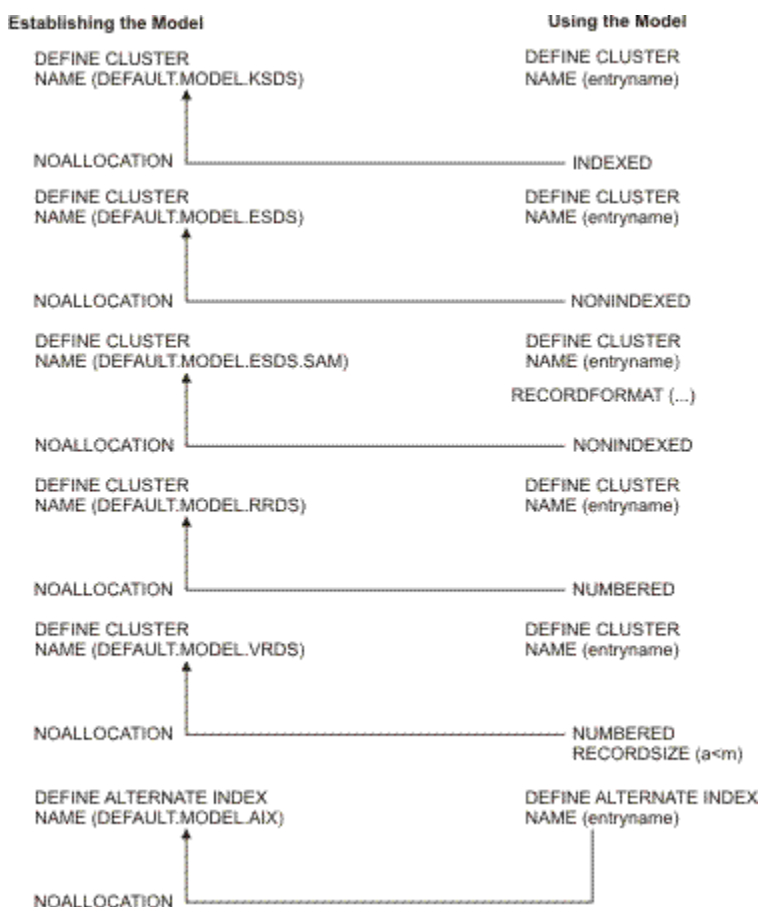 Establishing the Model
Using the Model
DEFINE CLUSTER
NAME (DEFAULT.MODEL.KSDS)
DEFINE CLUSTER
NAME (entryname)
NOALLOCATION
INDEXED
DEFINE CLUSTER
NAME (DEFAULT.MODEL.ESDS)
DEFINE CLUSTER
NAME (entryname)
NOALLOCATION
NONINDEXED
DEFINE CLUSTER
NAME (DEFAULT.MODEL.ESDS.SAM)
DEFINE CLUSTER
NAME (entryname)
RECORDFORMAT (...)
NOALLOCATION
NONINDEXED
DEFINE CLUSTER
NAME (DEFAULT.MODEL.RRDS)
DEFINE CLUSTER
NAME (entryname)
NOALLOCATION
NUMBERED
DEFINE CLUSTER
NAME (DEFAULT.MODEL.VRDS)
DEFINE CLUSTER
NAME (entryname)
NOALLOCATION
NUMBERED
RECORDSIZE (a<m)
DEFINE ALTERNATE INDEX
NAME (DEFAULT.MODEL.AIX)
DEFINE ALTERNATE INDEX
NAME (entryname)
NOALLOCATION